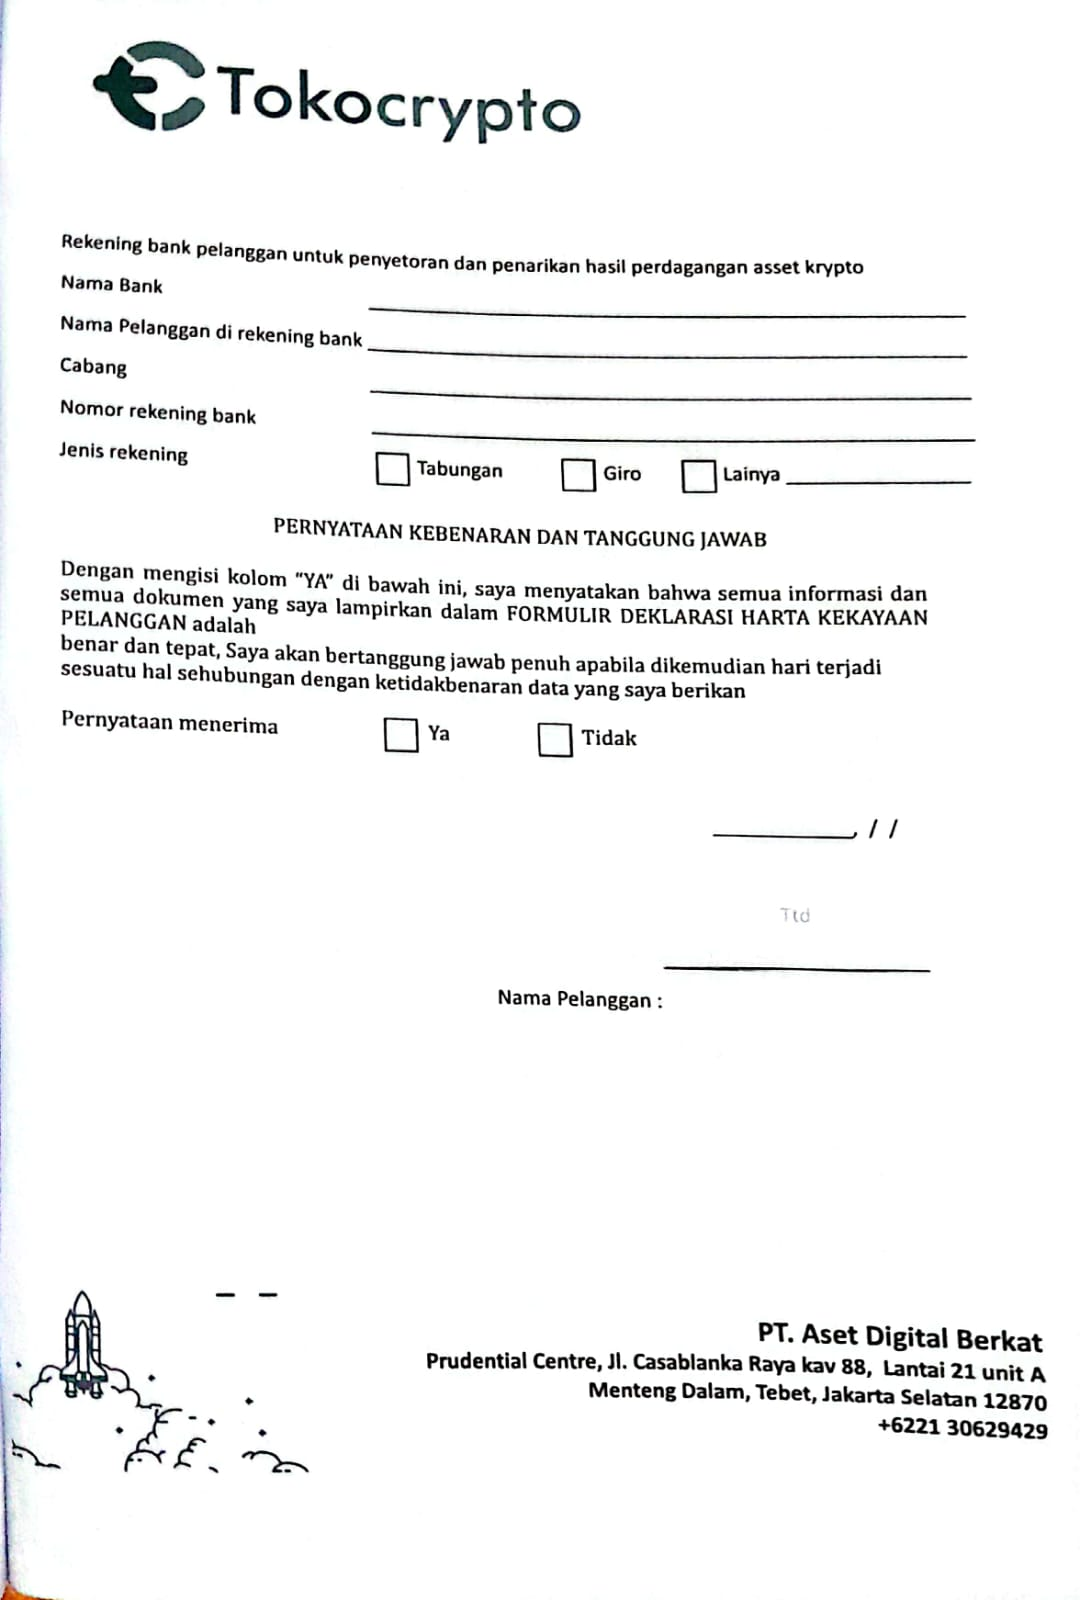 Tokocrypto
Rekening bank pelanggan untuk penyetoran dan penarikan hasil perdagangan asset krypto
Nama Bank
Nama Pelanggan di rekening bank
Cabang
Nomor rekening bank
Jenis rekening Tabungan Giro Lainya
PERNYATAAN KEBENARAN DAN TANGGUNG JAWAB
Dengan mengisi kolom “YA” di bawah ini, saya menyatakan bahwa semua informasi dan
semua dokumen yang saya lampirkan dalam FORMULIR DEKLARASI HARTA KEKAYAAN
PELANGGAN adalah
benar dan tepat, Saya akan bertanggung jawab penuh apabila dikemudian hari terjadi
sesuatu hal sehubungan dengan ketidakbenaran data yang saya berikan
Pernyataan menerima Ya Tidak
, / /
Ttd
Nama Pelanggan :
PT. Aset Digital Berkat
Prudential Centre, Jl. Casablanka Raya kav 88, Lantai 21 unit A
Menteng Dalam, Tebet, Jakarta Selatan 12870
+6221 30629429